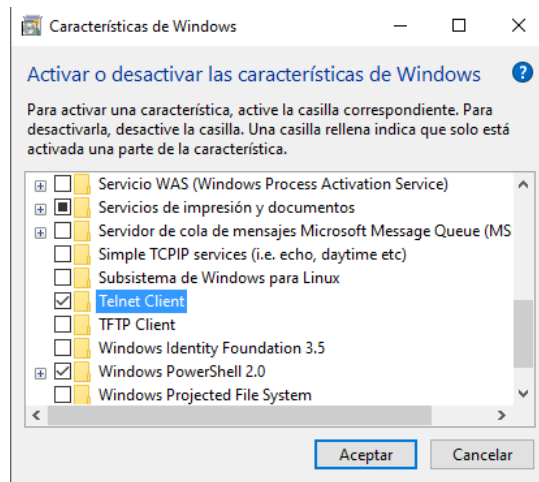 Características de Windows
Activar o desactivar las características de Windows
?
Para activar una característica, active la casilla correspondiente. Para
desactivarla, desactive la casilla. Una casilla rellena indica que solo está
activada una parte de la característica.
Servicio WAS (Windows Process Activation Service)
Servicios de impresión y documentos
Servidor de cola de mensajes Microsoft Message Queue (MS
Simple TCPIP services (i.e. echo, daytime etc)
Subsistema de Windows para Linux
Telnet Client
TFTP Client
Windows Identity Foundation 3.5
Windows PowerShell 2.0
Windows Projected File System
Aceptar Cancelar